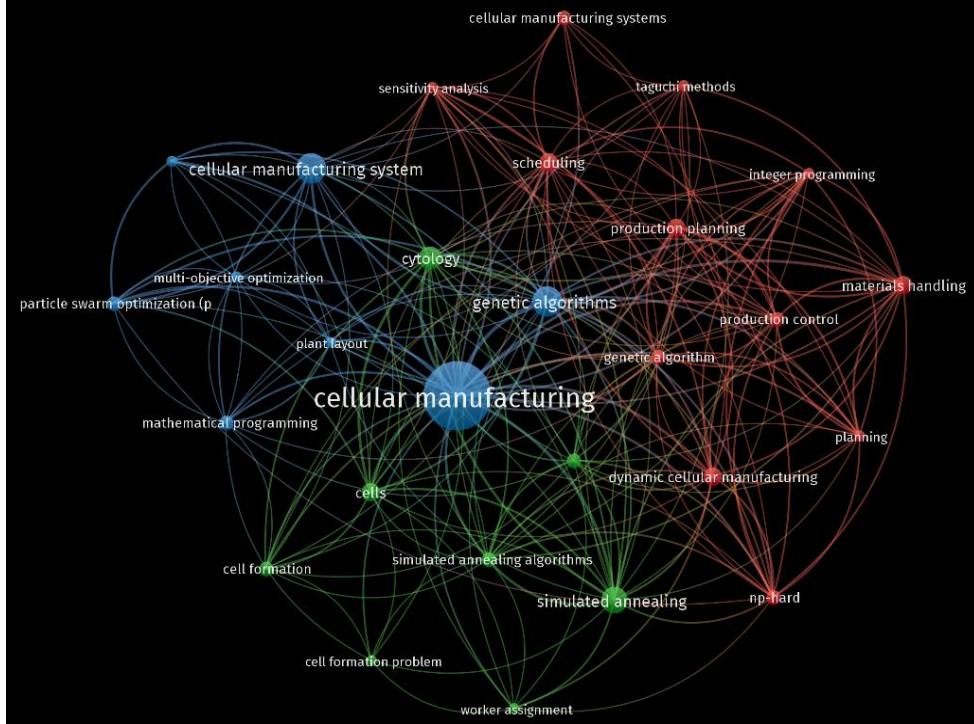 cellular manufacturing systems
sensitivity analysis
taguchi methods
scheduling
cellular manufacturing system
integer programming
production planning
cytology
multi-objective optimization
materials handling
particle swarm optimization (p
genetic algorithms
production control
plant layout
genetic algorithm
cellular manufacturing
mathematical programming
planning
dynamic cellular manufacturing
cells
simulated annealing algorithms
cell formation
simulated annealing
np-hard
cell formation problem
worker assignment